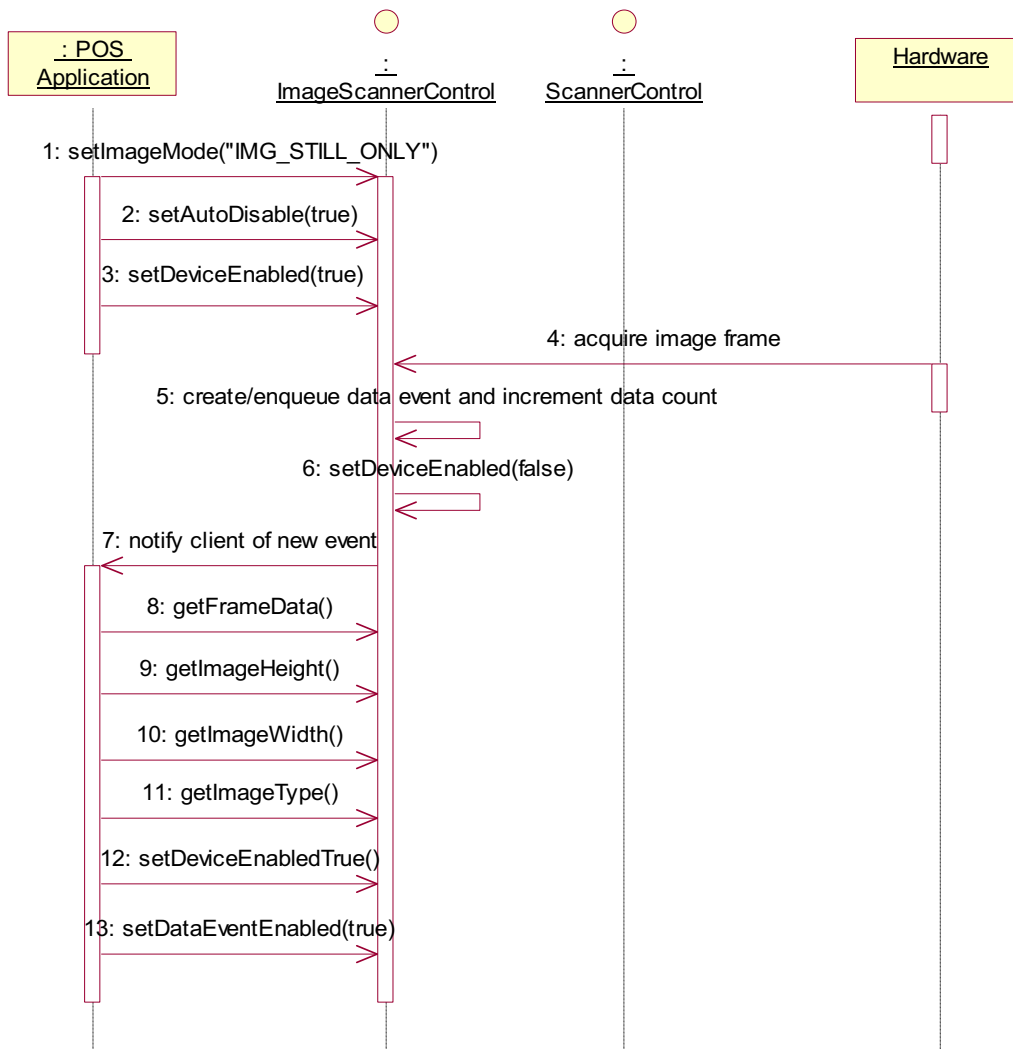 : POS
Application
:
ImageScannerControl
:
ScannerControl
Hardware
1: setImageMode("IMG_STILL_ONLY")
2: setAutoDisable(true)
3: setDeviceEnabled(true)
4: acquire image frame
5: create/enqueue data event and increment data count
6: setDeviceEnabled(false)
7: notify client of new event
8: getFrameData()
9: getImageHeight()
10: getImageWidth()
11: getImageType()
12: setDeviceEnabledTrue()
13: setDataEventEnabled(true)